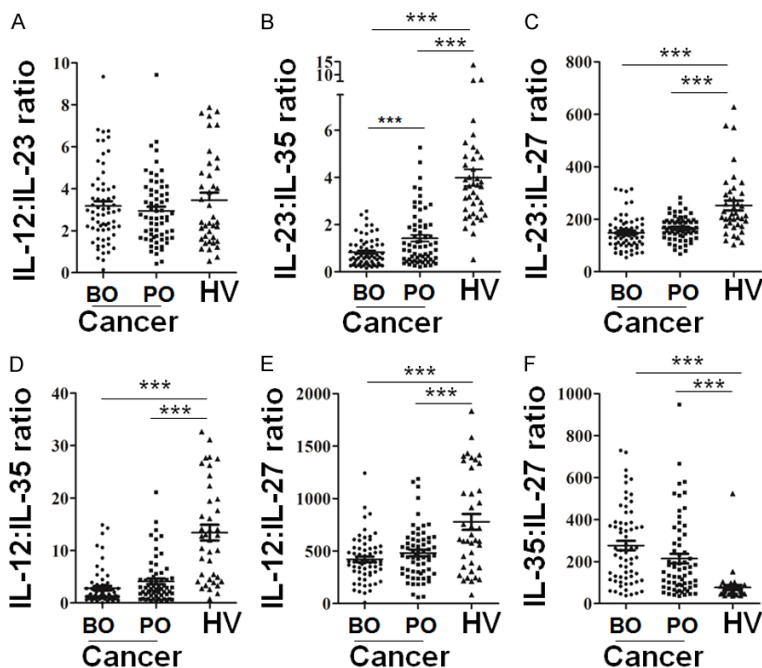 A
IL-12:IL-23 ratio
10
8
6
4
2
0
BO PO HV
Cancer
B
IL-23:IL-35 ratio
***
***
***
15
10
6
4
2
0
BO PO HV
Cancer
C
IL-23:IL-27 ratio
***
***
800
600
400
200
0
BO PO HV
Cancer
D
IL-12:IL-35 ratio
***
***
40
30
20
10
0
BO PO HV
Cancer
E
IL-12:IL-27 ratio
***
***
2000
1500
1000
500
0
BO PO HV
Cancer
F
IL-35:IL-27 ratio
***
***
1000
800
600
400
200
0
BO PO HV
Cancer